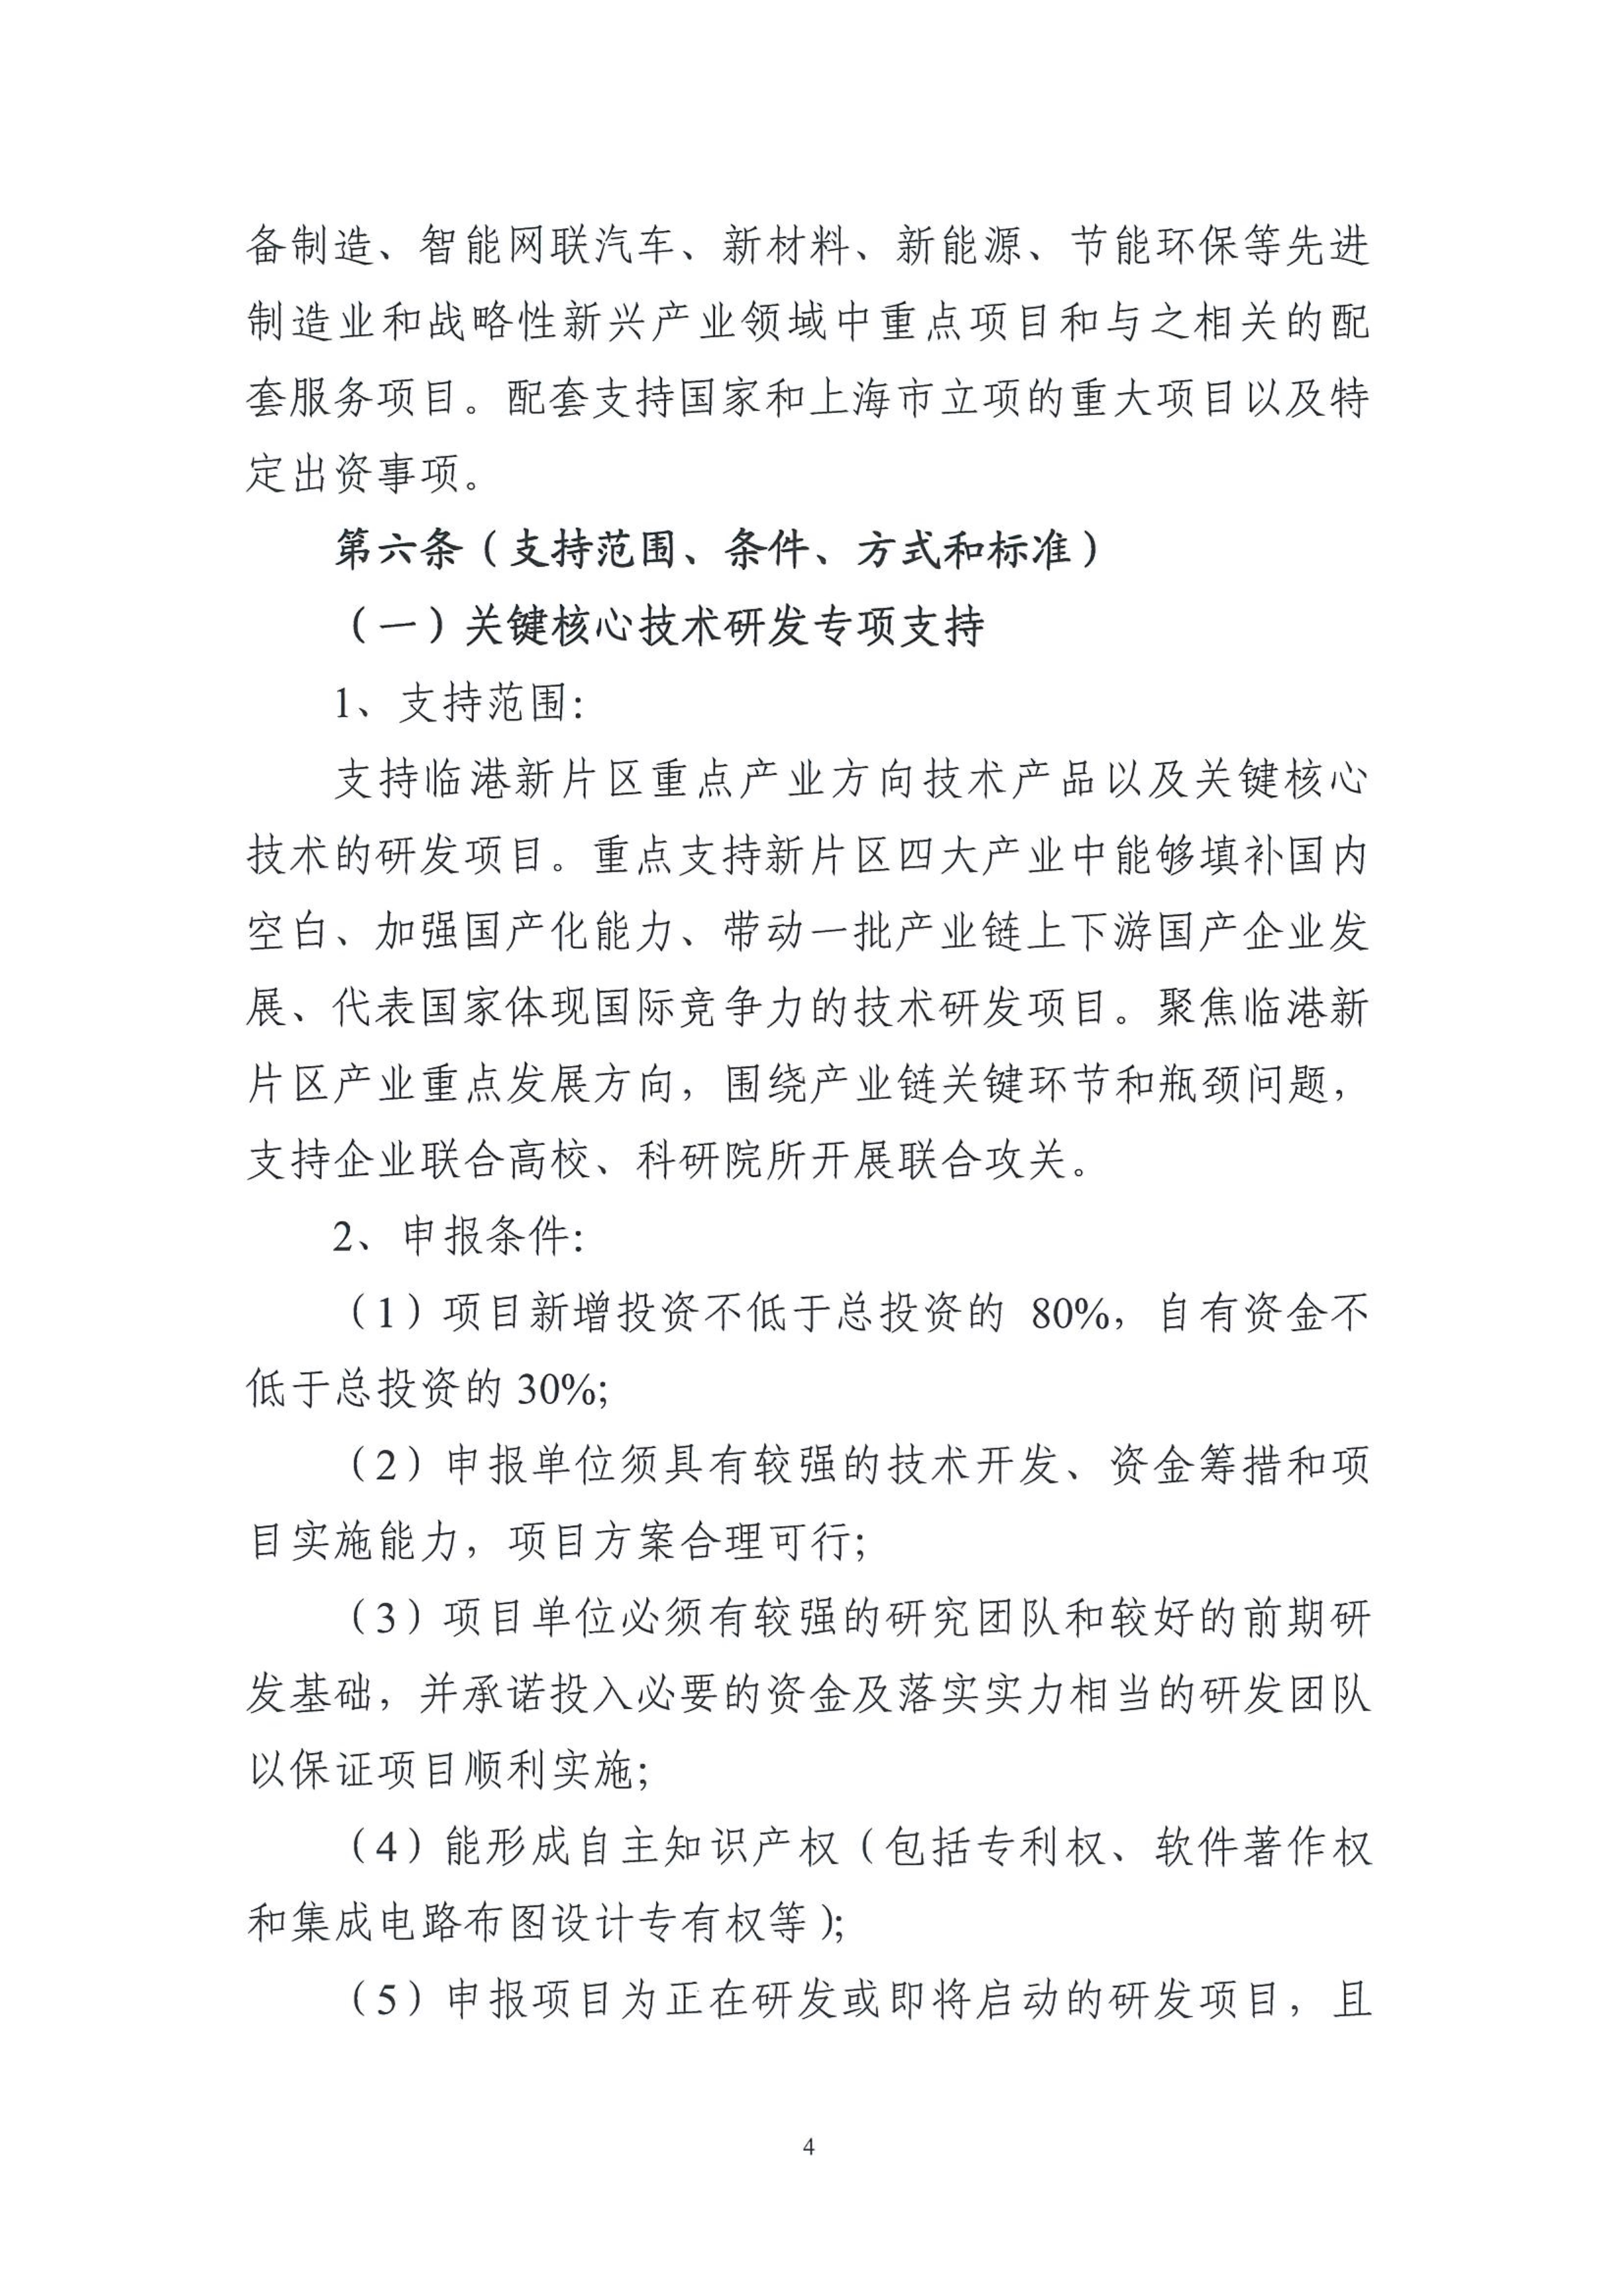 备制造、智能网联汽车、新材料、新能源、节能环保等先进
制造业和战略性新兴产业领域中重点项目和与之相关的配
套服务项目。配套支持国家和上海市立项的重大项目以及特
定出资事项。
第六条（支持范围、条件、方式和标准）
（一）关键核心技术研发专项支持
1、支持范围：
支持临港新片区重点产业方向技术产品以及关键核心
技术的研发项目。重点支持新片区四大产业中能够填补国内
空白、加强国产化能力、带动一批产业链上下游国产企业发
展、代表国家体现国际竞争力的技术研发项目。聚焦临港新
片区产业重点发展方向，围绕产业链关键环节和瓶颈问题，
支持企业联合高校、科研院所开展联合攻关。
2、申报条件：
（1）项目新增投资不低于总投资的 80%，自有资金不
低于总投资的 30%；
（2）申报单位须具有较强的技术开发、资金筹措和项
目实施能力，项目方案合理可行；
（3）项目单位必须有较强的研究团队和较好的前期研
发基础，并承诺投入必要的资金及落实实力相当的研发团队
以保证项目顺利实施；
（4）能形成自主知识产权（包括专利权、软件著作权
和集成电路布图设计专有权等）；
（5）申报项目为正在研发或即将启动的研发项目，且
4